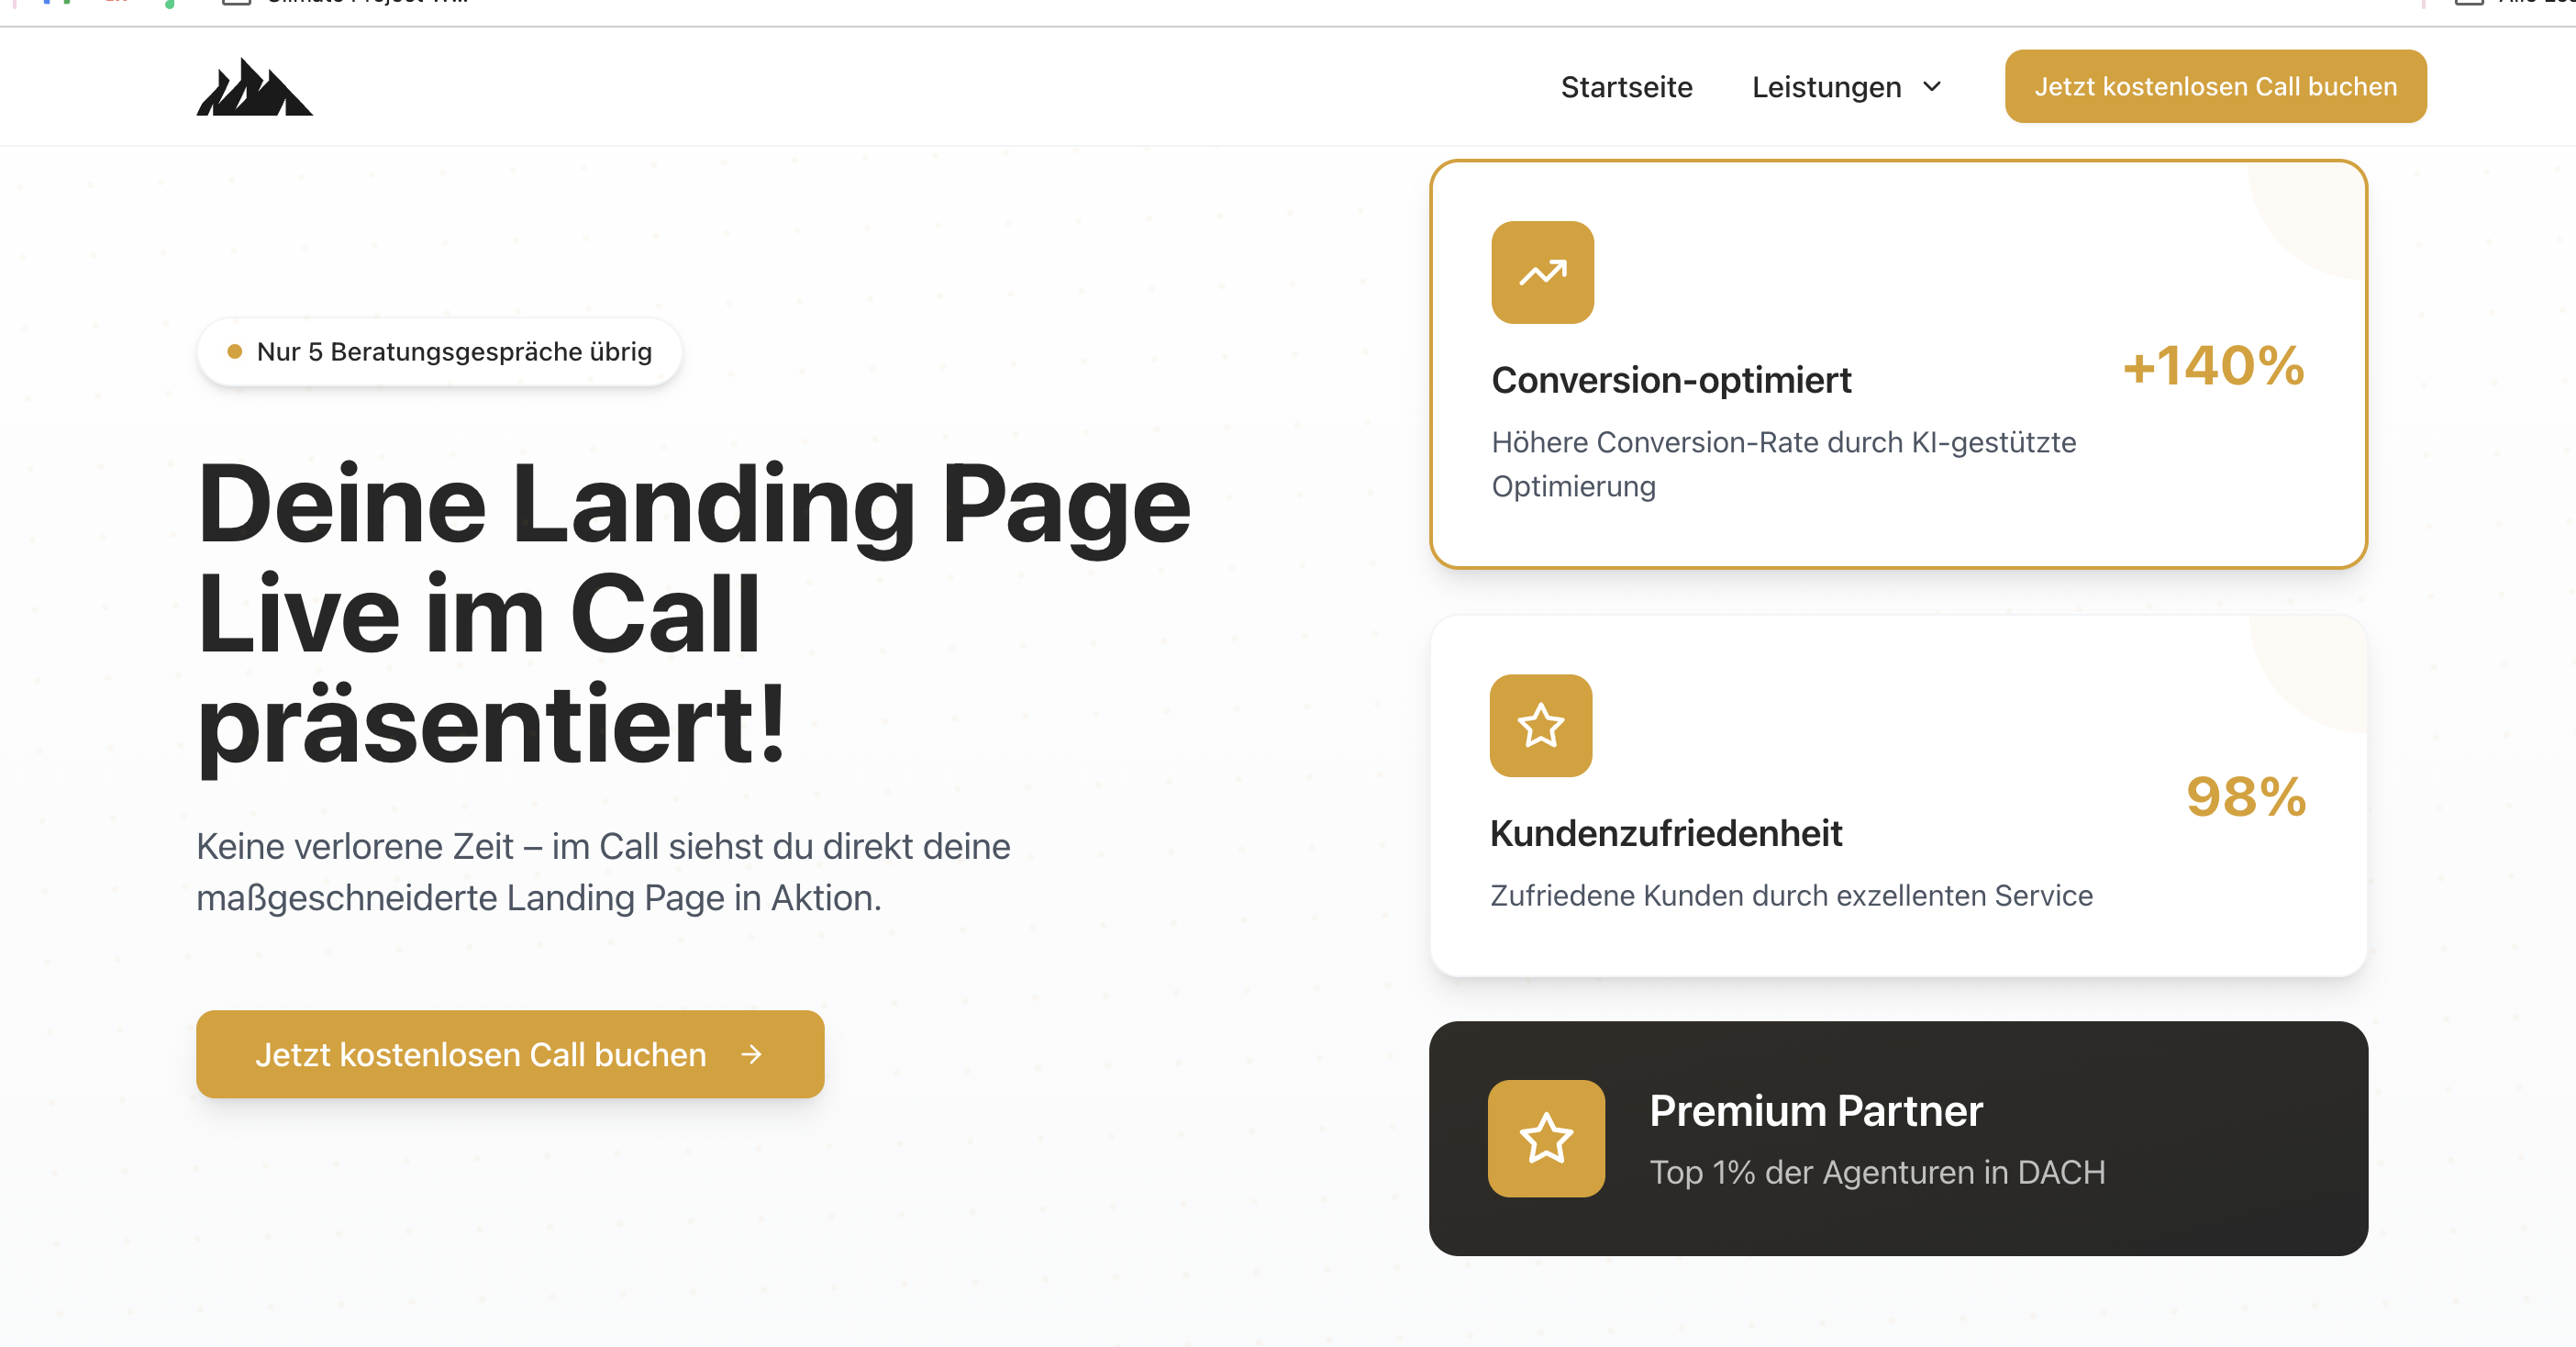 Startseite
Leistungen
Jetzt kostenlosen Call buchen
Nur 5 Beratungsgespräche übrig
Deine Landing Page
Live im Call
präsentiert!
Keine verlorene Zeit – im Call siehst du direkt deine
maßgeschneiderte Landing Page in Aktion.
Jetzt kostenlosen Call buchen
Conversion-optimiert
+140%
Höhere Conversion-Rate durch KI-gestützte
Optimierung
Kundenzufriedenheit
98%
Zufriedene Kunden durch exzellenten Service
Premium Partner
Top 1% der Agenturen in DACH